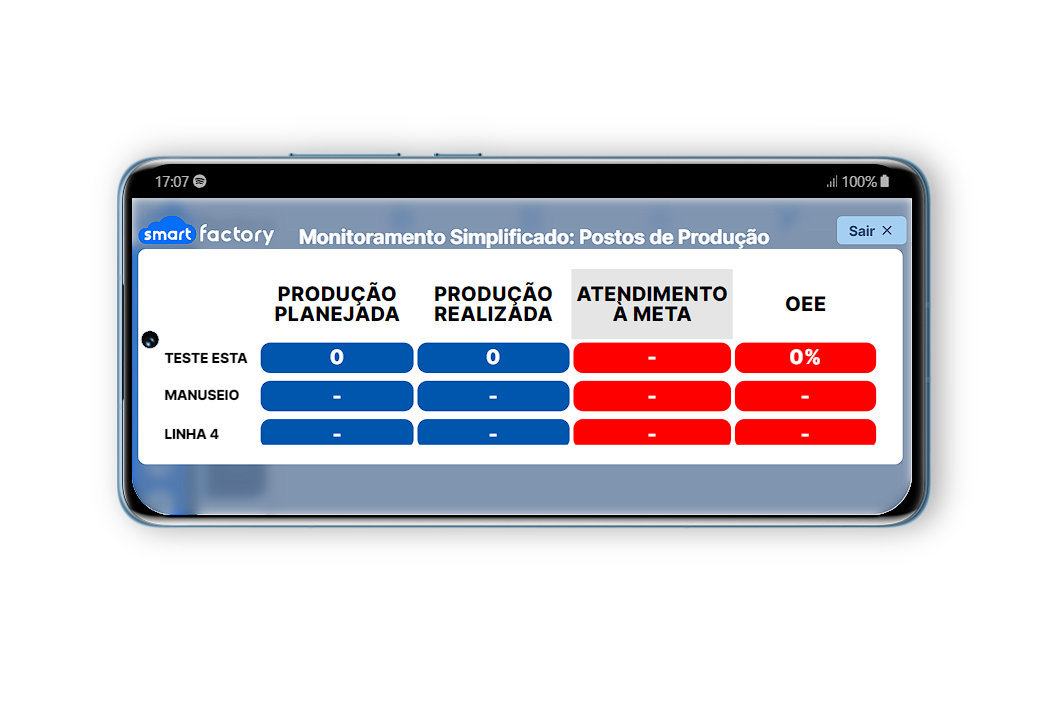 17:07
100%
smart factory
Monitoramento Simplificado: Postos de Produção
Sair ×
PRODUÇÃO PLANEJADA
PRODUÇÃO REALIZADA
ATENDIMENTO À META
OEE
TESTE ESTA 0 0 - 0%
MANUSEIO - - - -
LINHA 4 - - - -